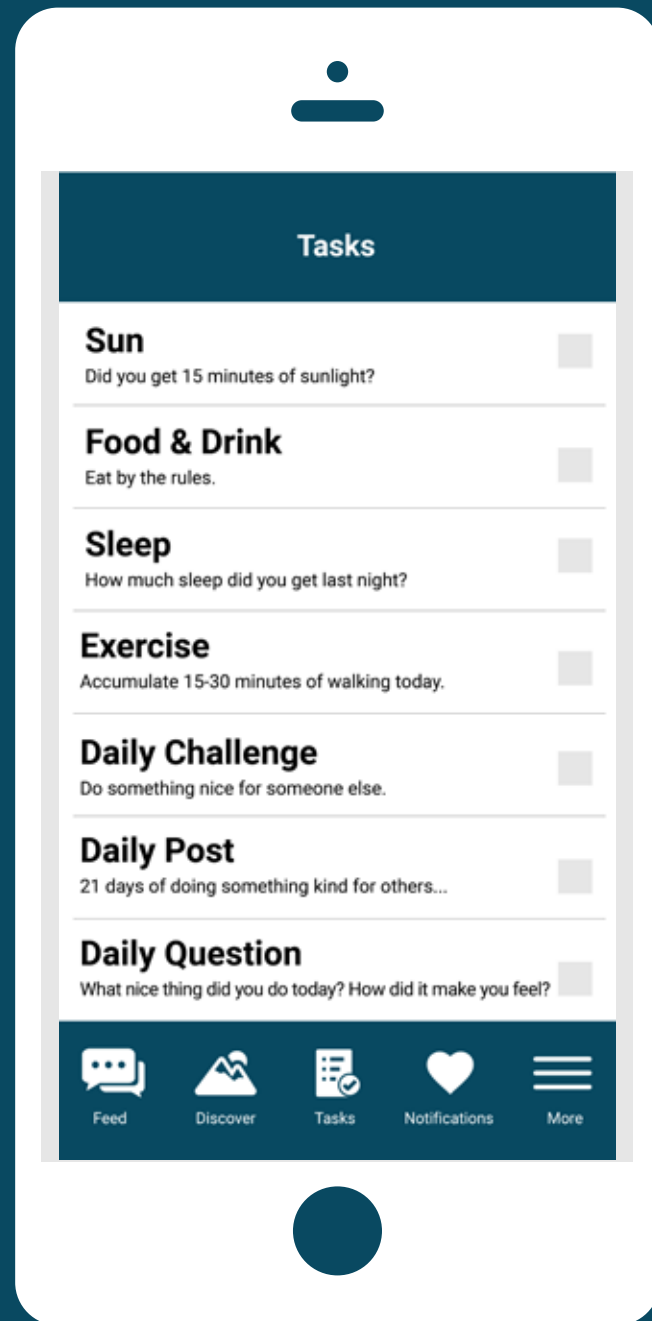 Tasks
Sun
Did you get 15 minutes of sunlight?
Food & Drink
Eat by the rules.
Sleep
How much sleep did you get last night?
Exercise
Accumulate 15-30 minutes of walking today.
Daily Challenge
Do something nice for someone else.
Daily Post
21 days of doing something kind for others...
Daily Question
What nice thing did you do today? How did it make you feel?
Feed Discover Tasks Notifications More